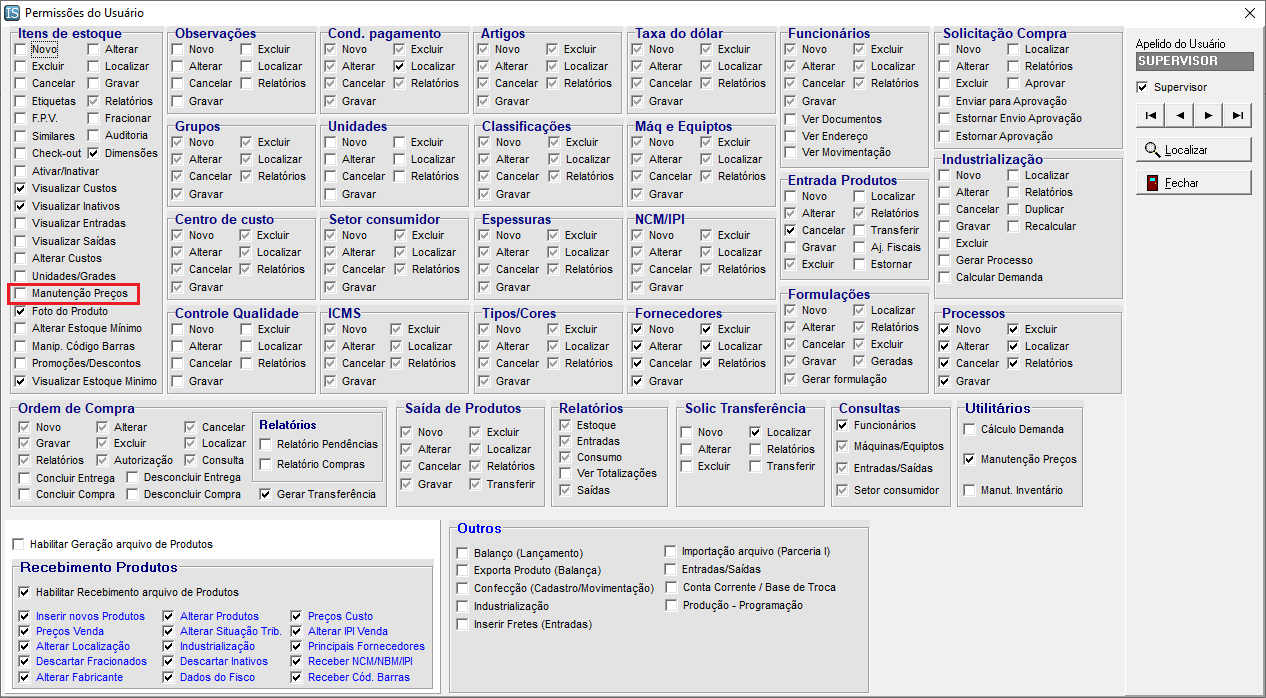 IS Permissões do Usuário
Itens de estoque
Novo Alterar
Excluir Localizar
Cancelar Gravar
Etiquetas Relatórios
F.P.V. Fracionar
Similares Auditoria
Check-out Dimensões
Ativar/Inativar
Visualizar Custos
Visualizar Inativos
Visualizar Entradas
Visualizar Saídas
Alterar Custos
Unidades/Grades
Manutenção Preços
Foto do Produto
Alterar Estoque Mínimo
Manip. Código Barras
Promoções/Descontos
Visualizar Estoque Minimo
Observações
Novo Excluir
Alterar Localizar
Cancelar Relatórios
Gravar
Cond. pagamento
Novo Excluir
Alterar Localizar
Cancelar Relatórios
Gravar
Artigos
Novo Excluir
Alterar Localizar
Cancelar Relatórios
Gravar
Taxa do dólar
Novo Excluir
Alterar Localizar
Cancelar Relatórios
Gravar
Funcionários
Novo Excluir
Alterar Localizar
Cancelar Relatórios
Gravar
Ver Documentos
Ver Endereço
Ver Movimentação
Solicitação Compra
Novo Localizar
Alterar Relatórios
Excluir Aprovar
Enviar para Aprovação
Estornar Envio Aprovação
Estornar Aprovação
Grupos
Novo Excluir
Alterar Localizar
Cancelar Relatórios
Gravar
Unidades
Novo Excluir
Alterar Localizar
Cancelar Relatórios
Gravar
Classificações
Novo Excluir
Alterar Localizar
Cancelar Relatórios
Gravar
Máq e Equiptos
Novo Excluir
Alterar Localizar
Cancelar Relatórios
Gravar
Entrada Produtos
Novo Localizar
Alterar Relatórios
Cancelar Transferir
Gravar Aj. Fiscais
Excluir Estornar
Industrialização
Novo Localizar
Alterar Relatórios
Cancelar Duplicar
Gravar Recalcular
Excluir
Gerar Processo
Calcular Demanda
Centro de custo
Novo Excluir
Alterar Localizar
Cancelar Relatórios
Gravar
Setor consumidor
Novo Excluir
Alterar Localizar
Cancelar Relatórios
Gravar
Espessuras
Novo Excluir
Alterar Localizar
Cancelar Relatórios
Gravar
NCM/IPI
Novo Excluir
Alterar Localizar
Cancelar Relatórios
Gravar
Formulações
Novo Localizar
Alterar Relatórios
Cancelar Excluir
Gravar Geradas
Gerar formulação
Controle Qualidade
Novo Excluir
Alterar Localizar
Cancelar Relatórios
Gravar
ICMS
Novo Excluir
Alterar Localizar
Cancelar Relatórios
Gravar
Tipos/Cores
Novo Excluir
Alterar Localizar
Cancelar Relatórios
Gravar
Fornecedores
Novo Excluir
Alterar Localizar
Cancelar Relatórios
Gravar
Processos
Novo Excluir
Alterar Localizar
Cancelar Relatórios
Gravar
Ordem de Compra
Novo Alterar Cancelar
Gravar Excluir Localizar
Relatórios Autorização Consulta
Concluir Entrega Desconcluir Entrega
Concluir Compra Desconcluir Compra
Relatórios
Relatório Pendências
Relatório Compras
Gerar Transferência
Saída de Produtos
Novo Excluir
Alterar Localizar
Cancelar Relatórios
Gravar Transferir
Relatórios
Estoque
Entradas
Consumo
Ver Totalizações
Saídas
Solic Transferência
Novo Localizar
Alterar Relatórios
Excluir Transferir
Consultas
Funcionários
Máquinas/Equiptos
Entradas/Saídas
Setor consumidor
Utilitários
Cálculo Demanda
Manutenção Preços
Manut. Inventário
Habilitar Geração arquivo de Produtos
Recebimento Produtos
Habilitar Recebimento arquivo de Produtos
Inserir novos Produtos Alterar Produtos Preços Custo
Preços Venda Alterar Situação Trib. Alterar IPI Venda
Alterar Localização Industrialização Principais Fornecedores
Descartar Fracionados Descartar Inativos Receber NCM/NBM/IPI
Alterar Fabricante Dados do Fisco Receber Cód. Barras
Outros
Balanço (Lançamento) Importação arquivo (Parceria I)
Exporta Produto (Balança) Entradas/Saídas
Confecção (Cadastro/Movimentação) Conta Corrente / Base de Troca
Industrialização Produção - Programação
Inserir Fretes (Entradas)
Apelido do Usuário
SUPERVISOR
Supervisor
Localizar
Fechar